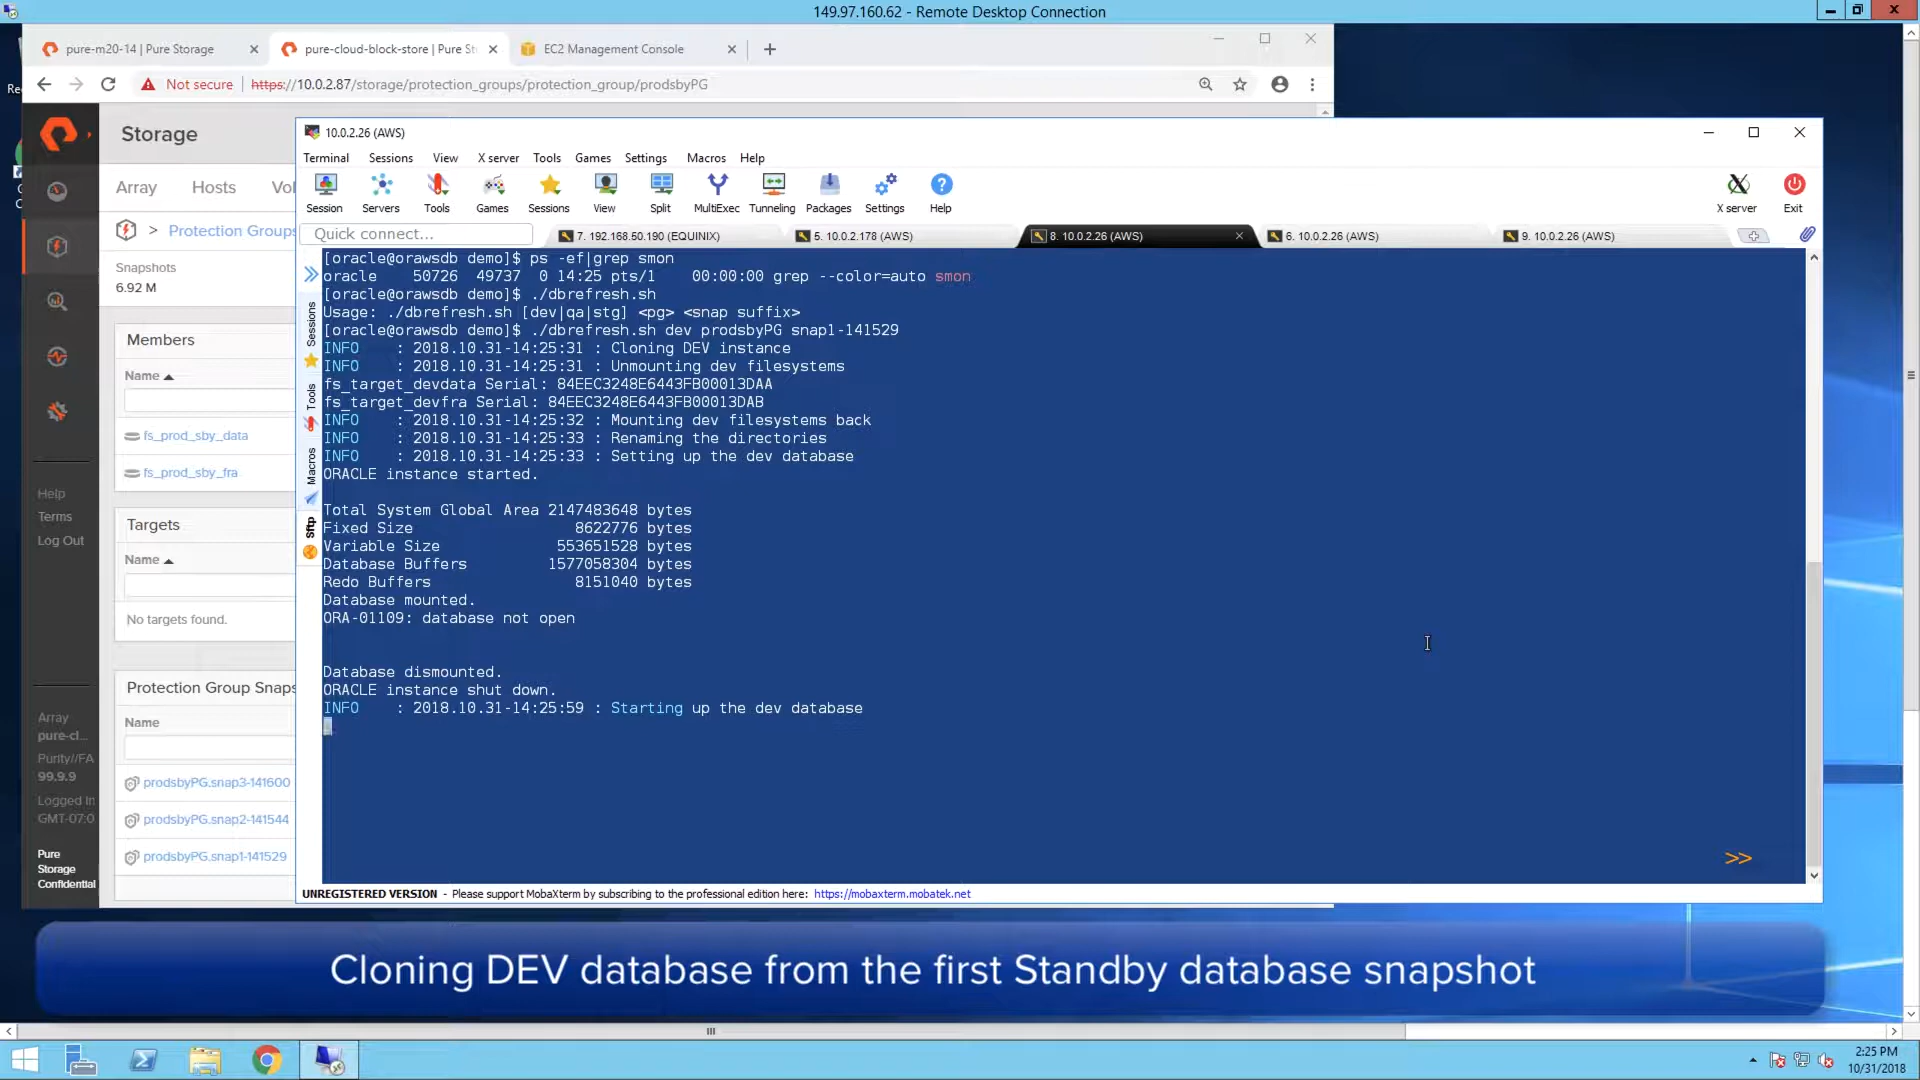 149.97.160.62 - Remote Desktop Connection
pure-m20-14 | Pure Storage
pure-cloud-block-store | Pure St
EC2 Management Console
Not secure
https://10.0.2.87/storage/protection_groups/protection_group/prodsbyPG
Storage
Array Hosts Vol
> Protection Groups
Snapshots
6.92 M
Members
Name
fs_prod_sby_data
fs_prod_sby_fra
Targets
Name
No targets found.
Protection Group Snaps
Name
prodsbyPG.snap3-141600
prodsbyPG.snap2-141544
prodsbyPG.snap1-141529
Help
Terms
Log Out
Array
pure-cl...
Purity//FA
99.9.9
Logged In
GMT-07:0
Pure
Storage
Confidential
10.0.2.26 (AWS)
Terminal Sessions View X server Tools Games Settings Macros Help
Session Servers Tools Games Sessions View Split MultiExec Tunneling Packages Settings Help X server Exit
Quick connect...
7. 192.168.50.190 (EQUINIX)
5. 10.0.2.178 (AWS)
8. 10.0.2.26 (AWS)
6. 10.0.2.26 (AWS)
9. 10.0.2.26 (AWS)
Sessions
Tools
Macros
Sftp
[oracle@orawsdb demo]$ ps -ef|grep smon
oracle    50726  49737  0 14:25 pts/1    00:00:00 grep --color=auto smon
[oracle@orawsdb demo]$ ./dbrefresh.sh
Usage: ./dbrefresh.sh [dev|qa|stg] <pg> <snap suffix>
[oracle@orawsdb demo]$ ./dbrefresh.sh dev prodsbyPG snap1-141529
INFO    : 2018.10.31-14:25:31 : Cloning DEV instance
INFO    : 2018.10.31-14:25:31 : Unmounting dev filesystems
fs_target_devdata Serial: 84EEC3248E6443FB00013DAA
fs_target_devfra Serial: 84EEC3248E6443FB00013DAB
INFO    : 2018.10.31-14:25:32 : Mounting dev filesystems back
INFO    : 2018.10.31-14:25:33 : Renaming the directories
INFO    : 2018.10.31-14:25:33 : Setting up the dev database
ORACLE instance started.
Total System Global Area 2147483648 bytes
Fixed Size                  8622776 bytes
Variable Size             553651528 bytes
Database Buffers         1577058304 bytes
Redo Buffers                8151040 bytes
Database mounted.
ORA-01109: database not open
Database dismounted.
ORACLE instance shut down.
INFO    : 2018.10.31-14:25:59 : Starting up the dev database
>>
UNREGISTERED VERSION - Please support MobaXterm by subscribing to the professional edition here: https://mobaxterm.mobatek.net
Cloning DEV database from the first Standby database snapshot
2:25 PM
10/31/2018